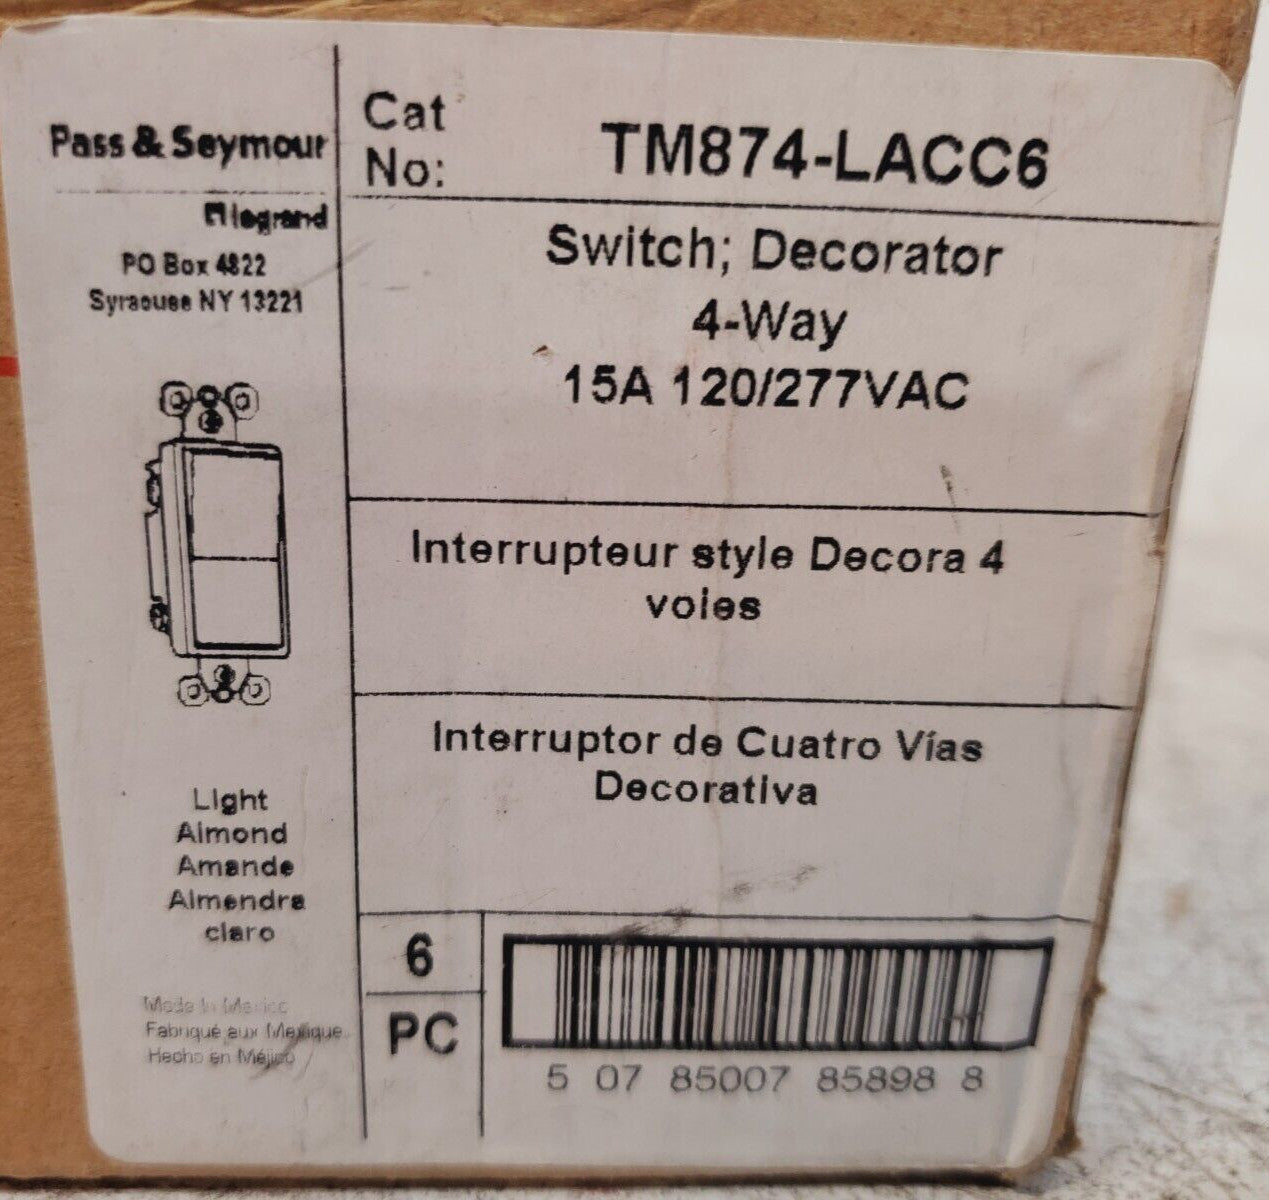 Pass & Seymour
legrand
PO Box 4822
Syracuse NY 13221
Light
Almond
Amande
Almendra
claro
Made in Mexico
Fabriqué aux Mexique
Hecho en Méjico
Cat
No:
TM874-LACC6
Switch; Decorator
4-Way
15A 120/277VAC
Interrupteur style Decora 4
voies
Interruptor de Cuatro Vías
Decorativa
6
PC
5 07 85007 85898 8